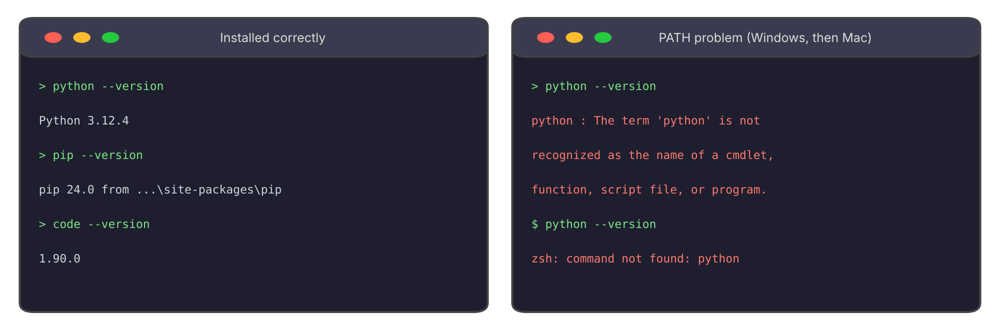 Installed correctly
> python --version
Python 3.12.4
> pip --version
pip 24.0 from ...\site-packages\pip
> code --version
1.90.0
PATH problem (Windows, then Mac)
> python --version
python : The term 'python' is not
recognized as the name of a cmdlet,
function, script file, or program.
$ python --version
zsh: command not found: python